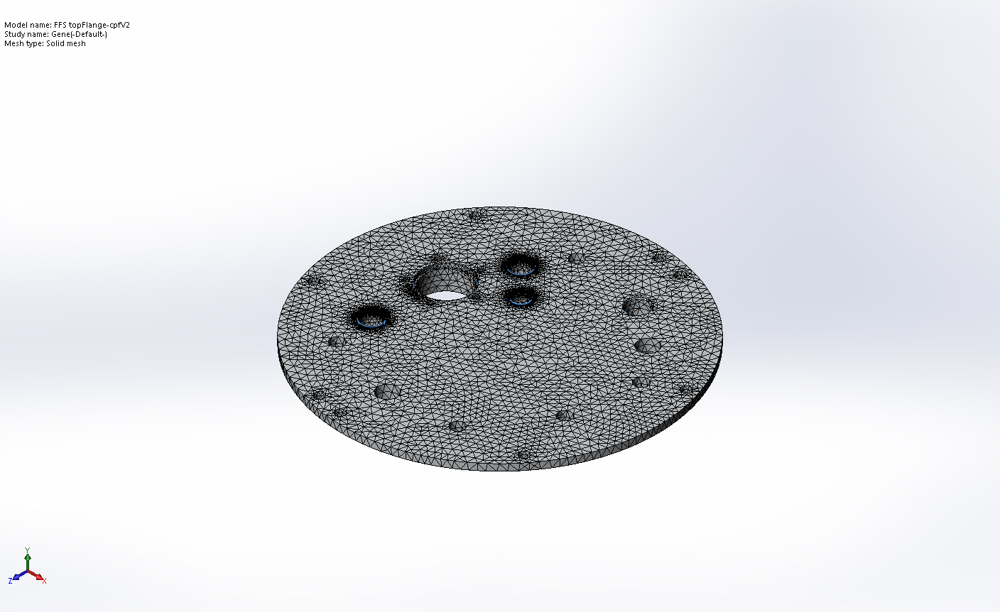 Model name: FFS topFlange-cpfV2
Study name: Gene(-Default-)
Mesh type: Solid mesh
Y
Z
X